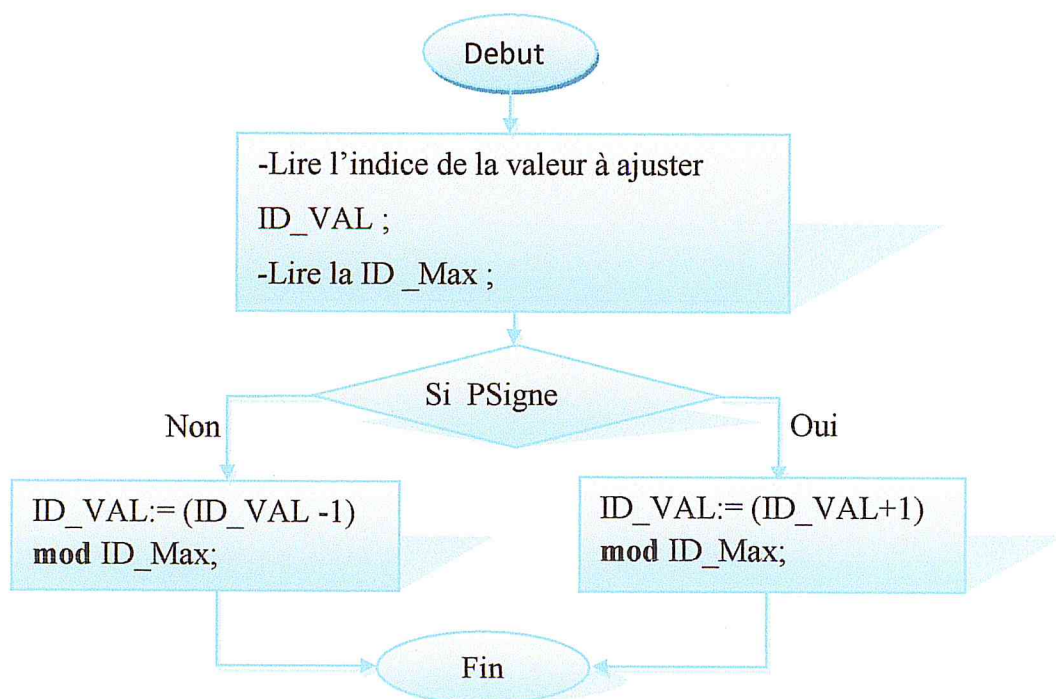 Debut
-Lire l’indice de la valeur à ajuster
ID_VAL ;
-Lire la ID _Max ;
Si PSigne
Non
Oui
ID_VAL:= (ID_VAL -1)
mod ID_Max;
ID_VAL:= (ID_VAL+1)
mod ID_Max;
Fin